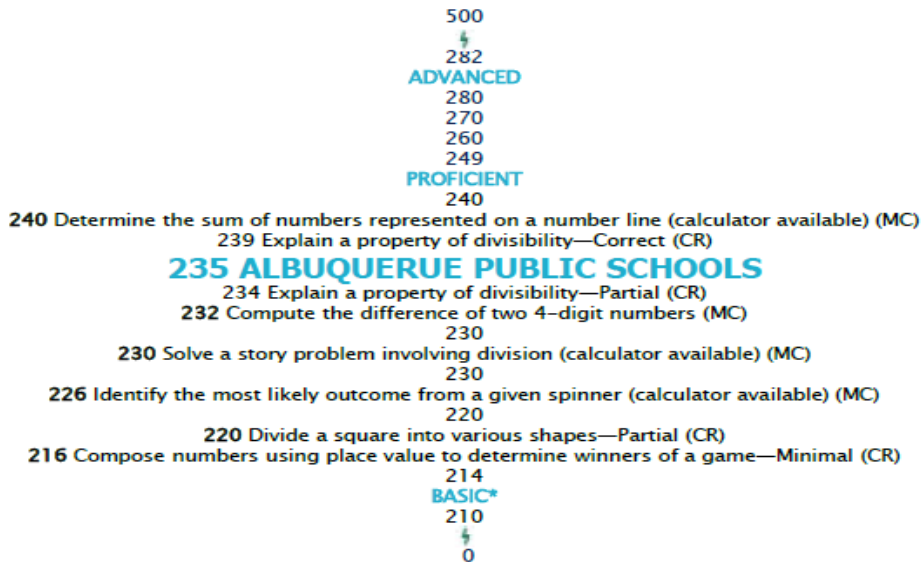 500
282
ADVANCED
280
270
260
249
PROFICIENT
240
240 Determine the sum of numbers represented on a number line (calculator available) (MC)
239 Explain a property of divisibility—Correct (CR)
235 ALBUQUERUE PUBLIC SCHOOLS
234 Explain a property of divisibility—Partial (CR)
232 Compute the difference of two 4-digit numbers (MC)
230
230 Solve a story problem involving division (calculator available) (MC)
230
226 Identify the most likely outcome from a given spinner (calculator available) (MC)
220
220 Divide a square into various shapes—Partial (CR)
216 Compose numbers using place value to determine winners of a game—Minimal (CR)
214
BASIC*
210
0